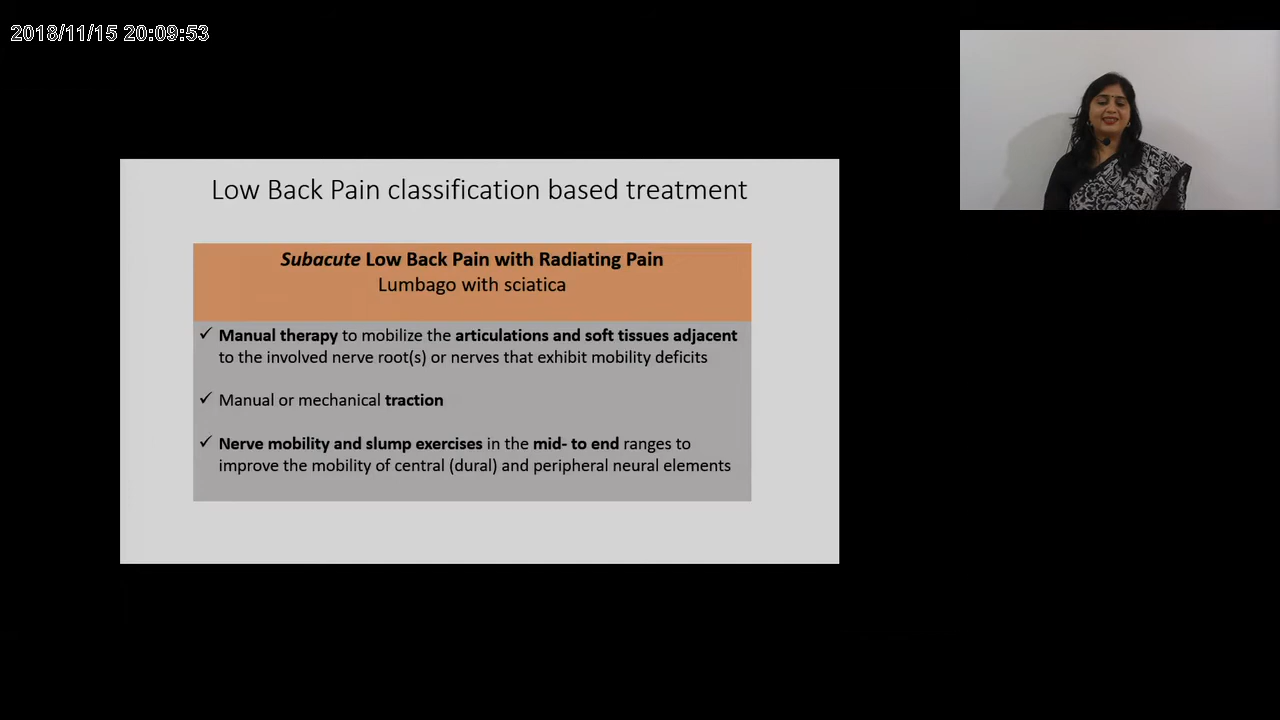 2018/11/15 20:09:53
Low Back Pain classification based treatment
Subacute Low Back Pain with Radiating Pain
Lumbago with sciatica
✓ Manual therapy to mobilize the articulations and soft tissues adjacent
to the involved nerve root(s) or nerves that exhibit mobility deficits
✓ Manual or mechanical traction
✓ Nerve mobility and slump exercises in the mid- to end ranges to
improve the mobility of central (dural) and peripheral neural elements